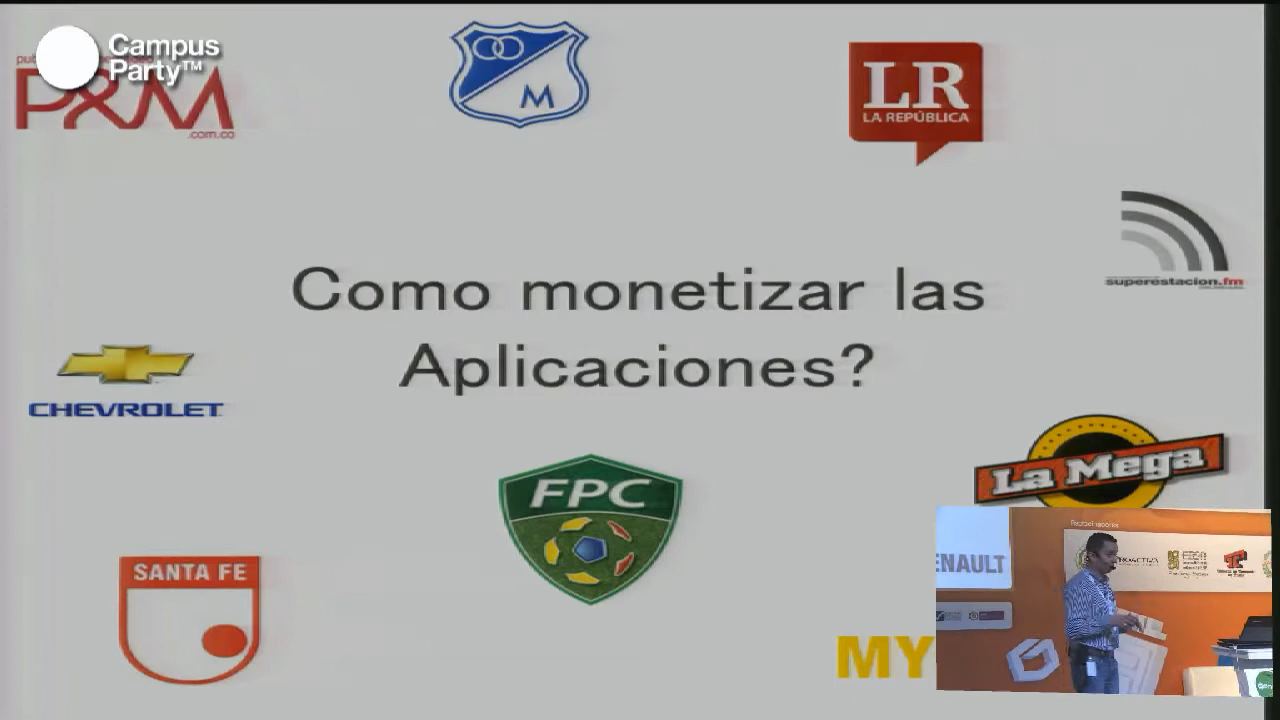 Campus
Party™
P&M
.com.co
M
LR
LA REPÚBLICA
superestacion.fm
Como monetizar las
Aplicaciones?
CHEVROLET
FPC
La Mega
SANTA FE
MY
ENAULT